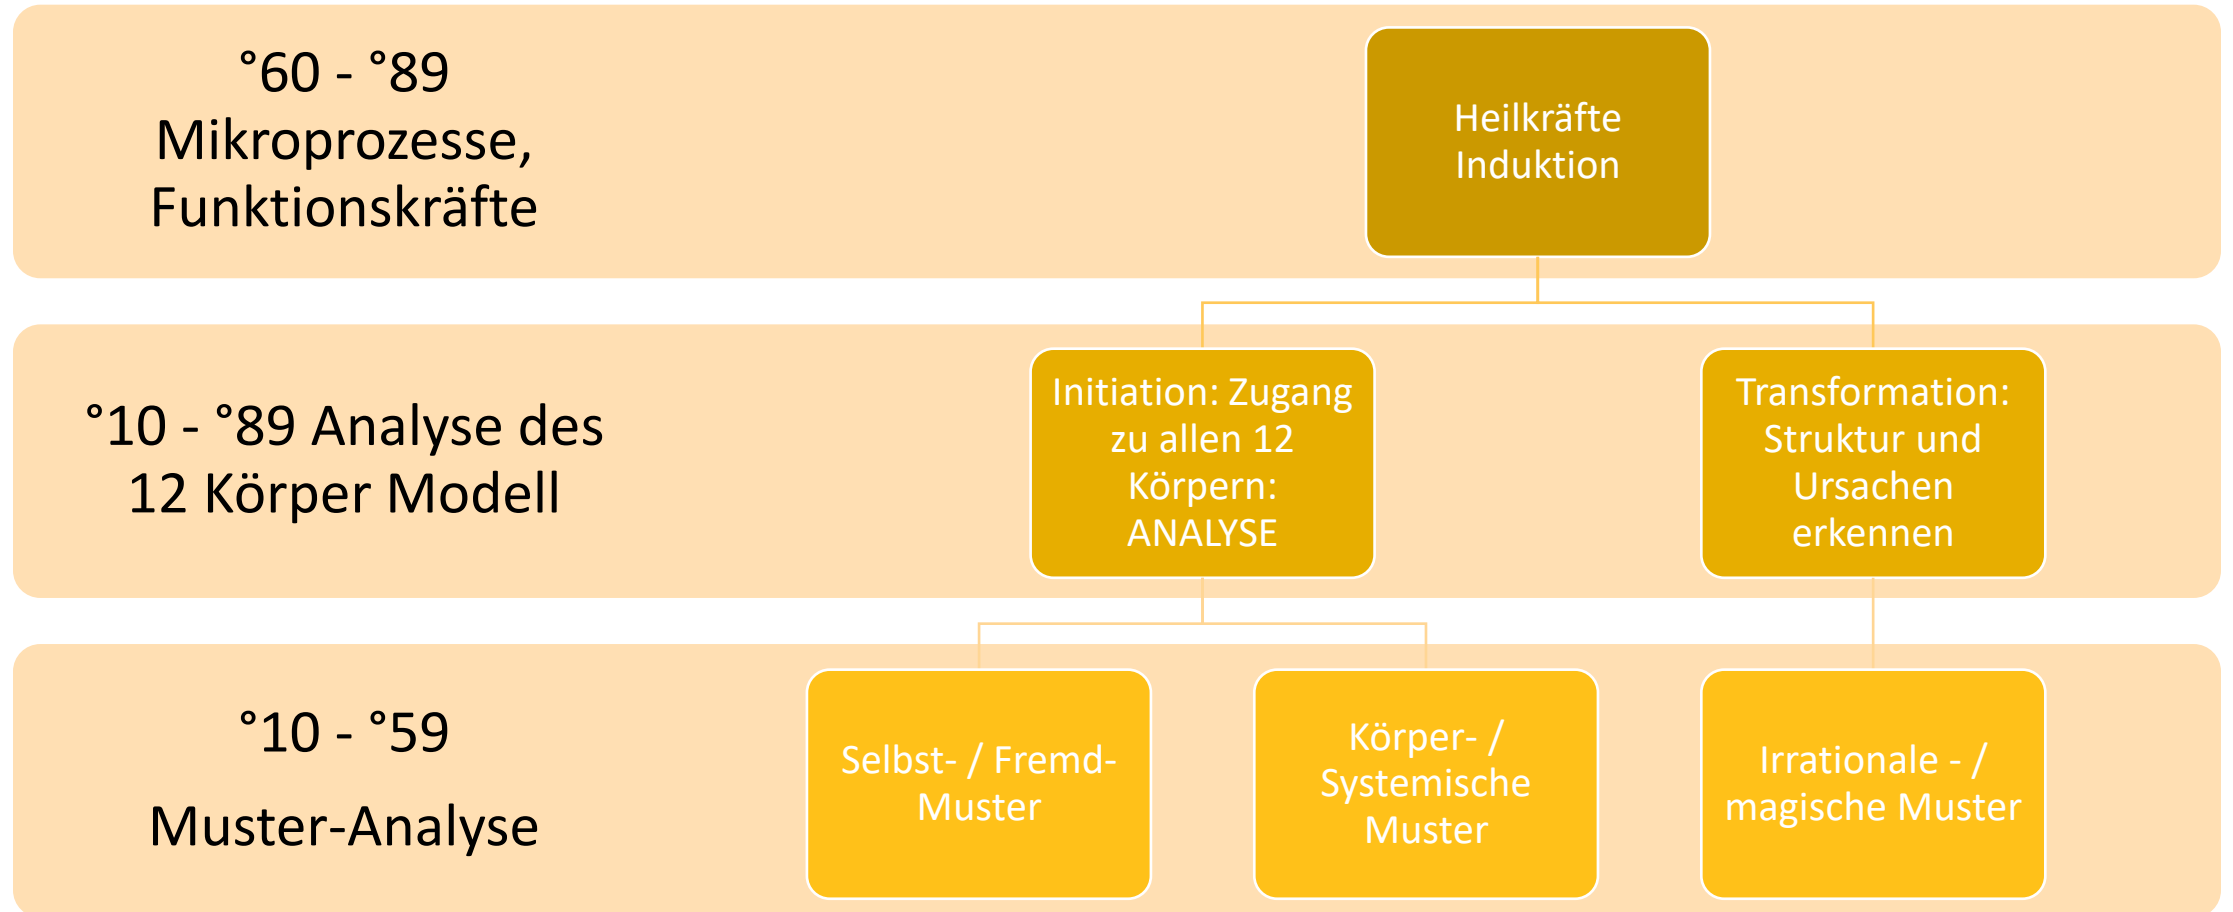 °60 - °89
Mikroprozesse,
Funktionskräfte
Heilkräfte
Induktion
°10 - °89 Analyse des
12 Körper Modell
Initiation: Zugang
zu allen 12
Körpern:
ANALYSE
Transformation:
Struktur und
Ursachen
erkennen
°10 - °59
Muster-Analyse
Selbst- / Fremd-
Muster
Körper- /
Systemische
Muster
Irrationale - /
magische Muster